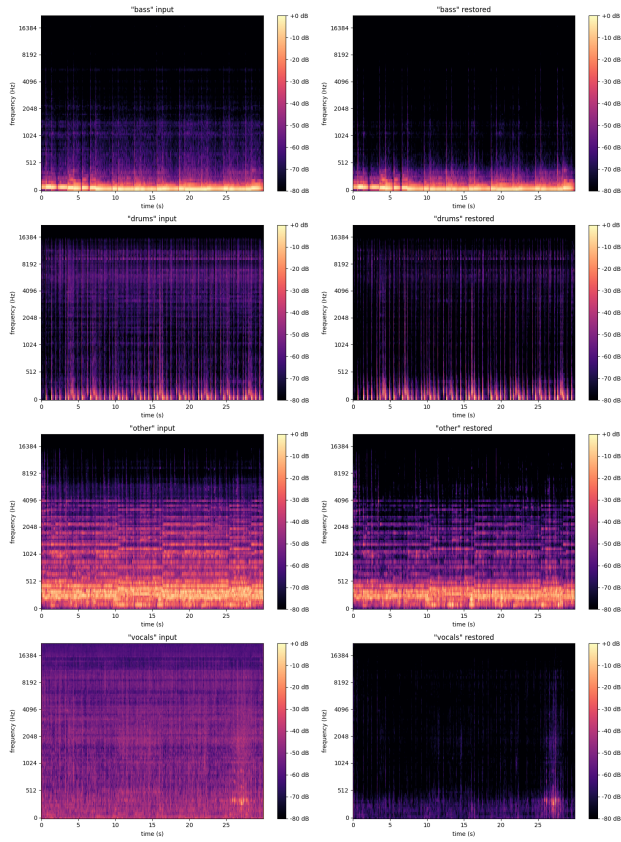 "bass" input
"bass" restored
frequency (Hz)
16384
8192
4096
2048
1024
512
0
0
5
10
15
20
25
time (s)
+0 dB
-10 dB
-20 dB
-30 dB
-40 dB
-50 dB
-60 dB
-70 dB
-80 dB
frequency (Hz)
16384
8192
4096
2048
1024
512
0
0
5
10
15
20
25
time (s)
+0 dB
-10 dB
-20 dB
-30 dB
-40 dB
-50 dB
-60 dB
-70 dB
-80 dB
"drums" input
"drums" restored
frequency (Hz)
16384
8192
4096
2048
1024
512
0
0
5
10
15
20
25
time (s)
+0 dB
-10 dB
-20 dB
-30 dB
-40 dB
-50 dB
-60 dB
-70 dB
-80 dB
frequency (Hz)
16384
8192
4096
2048
1024
512
0
0
5
10
15
20
25
time (s)
+0 dB
-10 dB
-20 dB
-30 dB
-40 dB
-50 dB
-60 dB
-70 dB
-80 dB
"other" input
"other" restored
frequency (Hz)
16384
8192
4096
2048
1024
512
0
0
5
10
15
20
25
time (s)
+0 dB
-10 dB
-20 dB
-30 dB
-40 dB
-50 dB
-60 dB
-70 dB
-80 dB
frequency (Hz)
16384
8192
4096
2048
1024
512
0
0
5
10
15
20
25
time (s)
+0 dB
-10 dB
-20 dB
-30 dB
-40 dB
-50 dB
-60 dB
-70 dB
-80 dB
"vocals" input
"vocals" restored
frequency (Hz)
16384
8192
4096
2048
1024
512
0
0
5
10
15
20
25
time (s)
+0 dB
-10 dB
-20 dB
-30 dB
-40 dB
-50 dB
-60 dB
-70 dB
-80 dB
frequency (Hz)
16384
8192
4096
2048
1024
512
0
0
5
10
15
20
25
time (s)
+0 dB
-10 dB
-20 dB
-30 dB
-40 dB
-50 dB
-60 dB
-70 dB
-80 dB